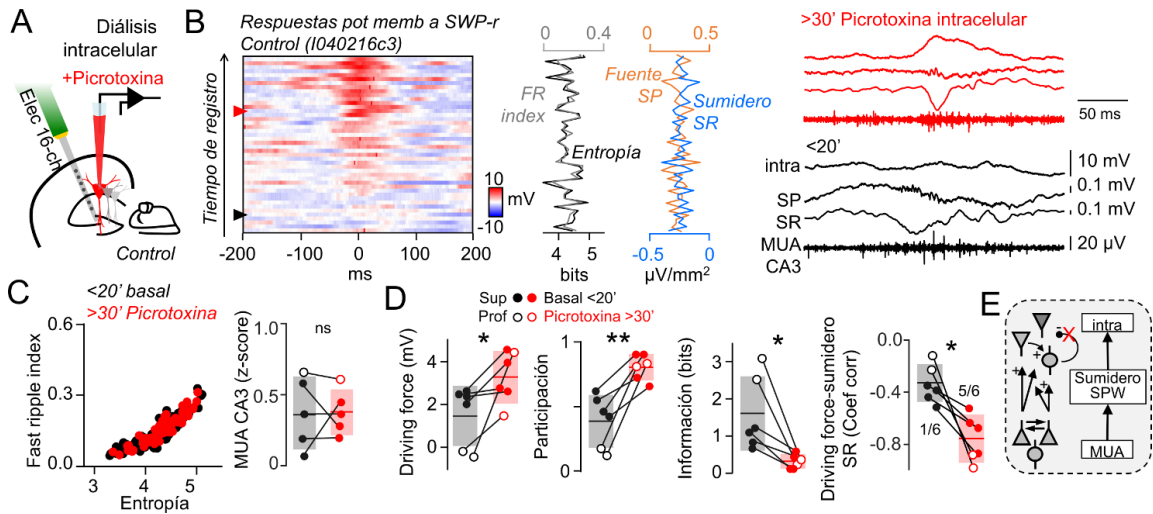 A
Diálisis
intracelular
+Picrotoxina
Elec 16-ch
Control
B
Respuestas pot memb a SWP-r
Control (I040216c3)
Tiempo de registro
-200 -100 0 100 200
ms
10
mV
-10
0 0.4
FR
index
Entropía
4 5
bits
0 0.5
Fuente
SP
Sumidero
SR
-0.5 0
µV/mm²
>30' Picrotoxina intracelular
50 ms
<20'
intra
10 mV
SP
0.1 mV
SR
0.1 mV
MUA
CA3
20 µV
C
<20' basal
>30' Picrotoxina
Fast ripple index
0.6
0.3
0.0
3 4 5
Entropía
MUA CA3 (z-score)
1.0
0.5
0.0
ns
D
Sup Basal <20'
Prof Picrotoxina >30'
Driving force (mV)
4
2
0
*
Participación
1
0
**
Información (bits)
4
3
2
1
0
*
Driving force-sumidero
SR (Coef corr)
0.0
-0.4
-0.8
*
5/6
1/6
E
X
+
+
+
intra
Sumidero
SPW
MUA